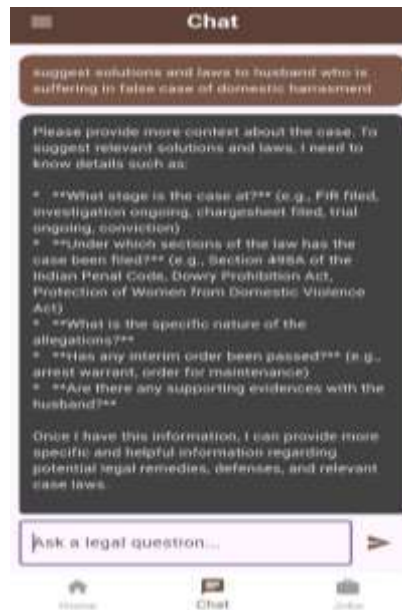 Chat
suggest solutions and laws to husband who is
suffering in false case of domestic harrasment
Please provide more context about the case. To
suggest relevant solutions and laws, I need to
know details such as:
* **What stage is the case at?** (e.g., FIR filed,
investigation ongoing, chargesheet filed, trial
ongoing, conviction)
* **Under which sections of the law has the
case been filed?** (e.g., Section 498A of the
Indian Penal Code, Dowry Prohibition Act,
Protection of Women from Domestic Violence
Act)
* **What is the specific nature of the
allegations?**
* **Has any interim order been passed?** (e.g.,
arrest warrant, order for maintenance)
* **Are there any supporting evidences with the
husband?**
Once I have this information, I can provide more
specific and helpful information regarding
potential legal remedies, defenses, and relevant
case laws.
Ask a legal question...
Home Chat Jobs